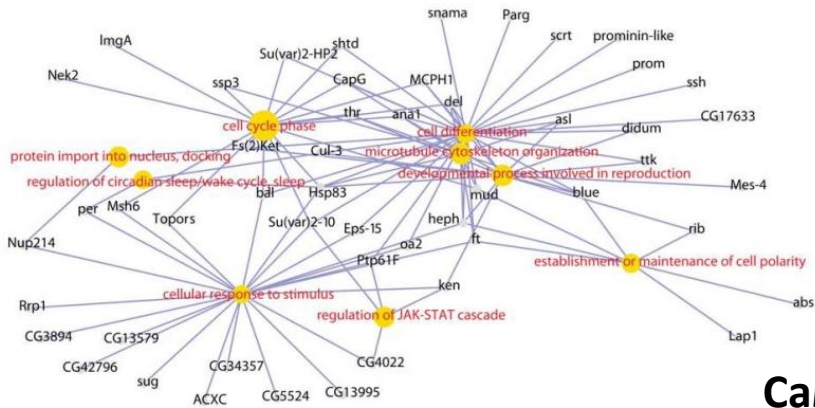 snama
Parg
ImgA
shtd
scrt
prominin-like
Su(var)2-HP2
Nek2
ssp3
CapG
MCPH1
prom
ssh
del
thr
ana1
asl
CG17633
cell cycle phase
cell differentiation
didum
Fs(2)Ket
Cul-3
microtubule cytoskeleton organization
protein import into nucleus, docking
ttk
regulation of circadian sleep/wake cycle, sleep
developmental process involved in reproduction
Hsp83
bal
mud
blue
Mes-4
per
Msh6
Topors
Su(var)2-10
heph
Eps-15
rib
Nup214
oa2
ft
Ptp61F
establishment or maintenance of cell polarity
cellular response to stimulus
ken
Rrp1
abs
regulation of JAK-STAT cascade
CG3894
CG13579
Lap1
CG42796
CG34357
CG4022
sug
ACXC
CG5524
CG13995